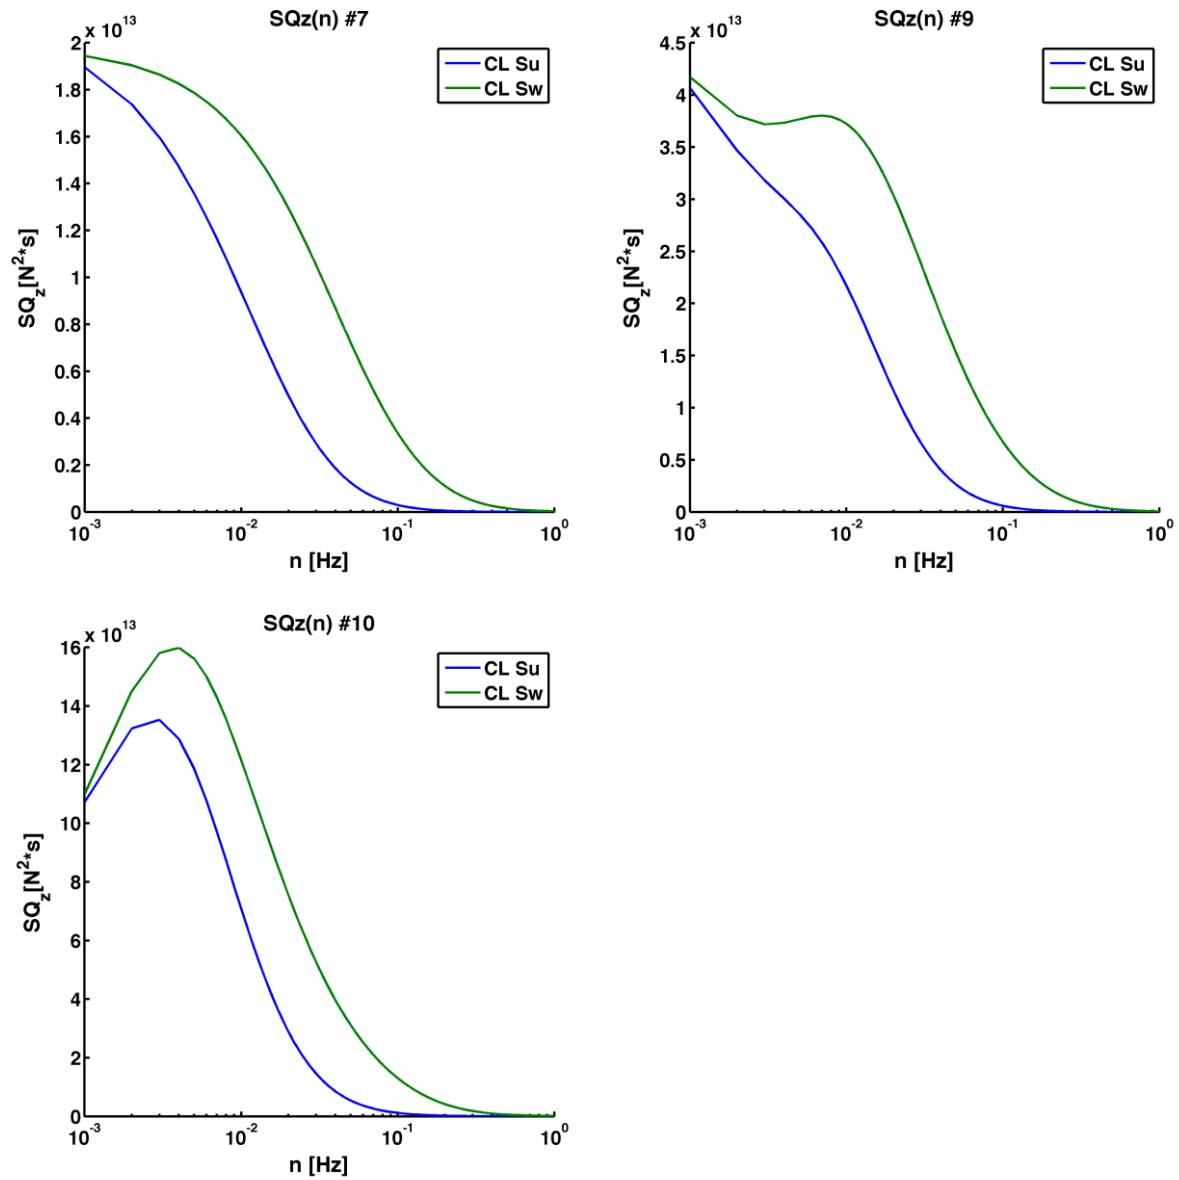 SQz(n) #7
x 10^13
2
1.8
1.6
1.4
1.2
1
0.8
0.6
0.4
0.2
0
SQz[N^2*s]
CL Su
CL Sw
10^-3
10^-2
10^-1
10^0
n [Hz]
SQz(n) #9
x 10^13
4.5
4
3.5
3
2.5
2
1.5
1
0.5
0
SQz[N^2*s]
CL Su
CL Sw
10^-3
10^-2
10^-1
10^0
n [Hz]
SQz(n) #10
x 10^13
16
14
12
10
8
6
4
2
0
SQz[N^2*s]
CL Su
CL Sw
10^-3
10^-2
10^-1
10^0
n [Hz]